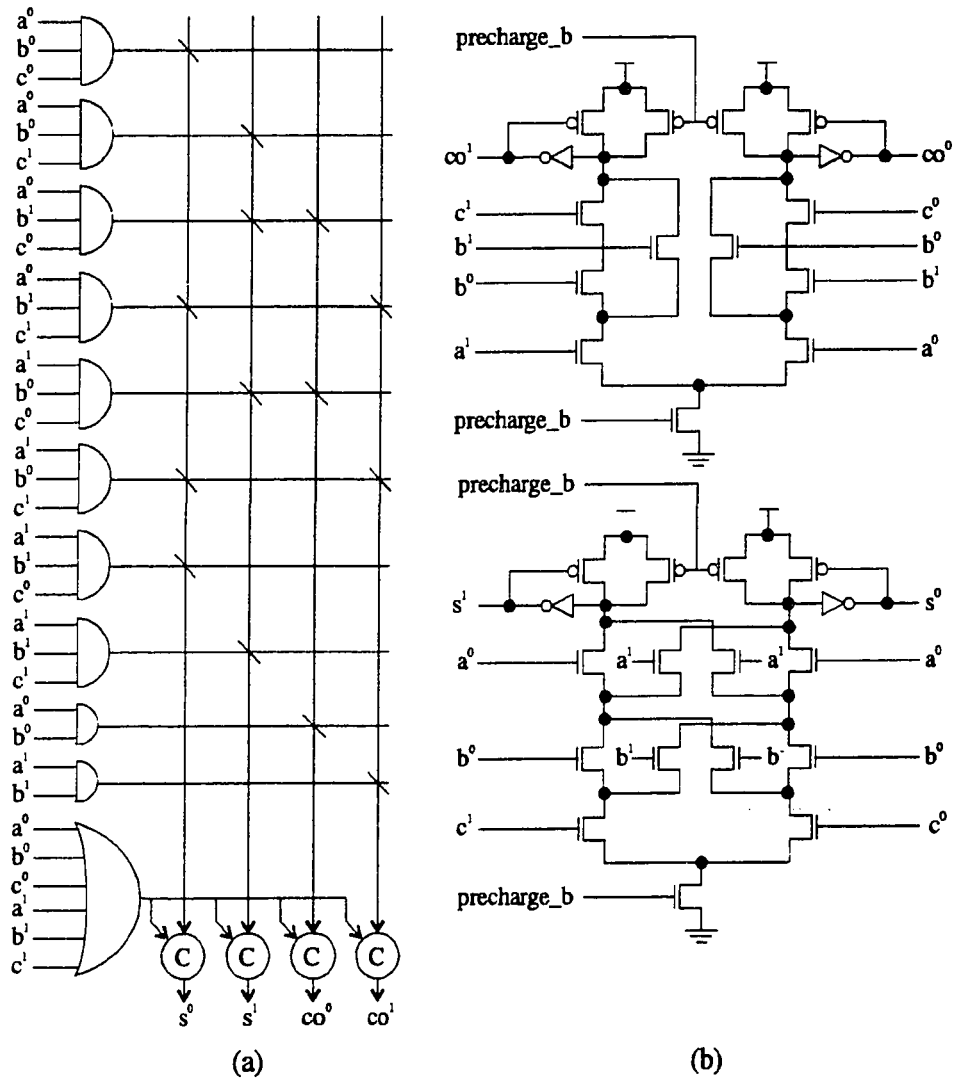 a⁰
b⁰
c⁰
a⁰
b⁰
c¹
a⁰
b¹
c⁰
a⁰
b¹
c¹
a¹
b⁰
c⁰
a¹
b⁰
c¹
a¹
b¹
c⁰
a¹
b¹
c¹
a⁰
b⁰
a¹
b¹
a⁰
b⁰
c⁰
a¹
b¹
c¹
C C C C
s⁰ s¹ co⁰ co¹
(a)
precharge_b
co¹ co⁰
c¹ c⁰
b¹ b⁰
b⁰ b¹
a¹ a⁰
precharge_b
precharge_b
s¹ s⁰
a⁰ a¹ a¹ a⁰
b⁰ b¹ b b⁰
c¹ c⁰
precharge_b
(b)